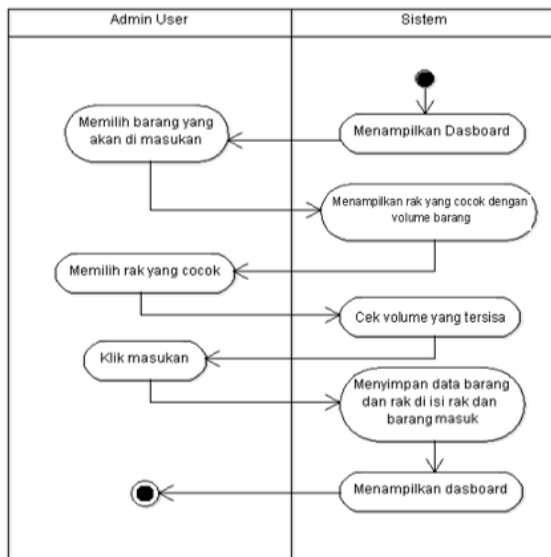 Admin User
Sistem
Menampilkan Dasboard
Memilih barang yang
akan di masukan
Menampilkan rak yang cocok dengan
volume barang
Memilih rak yang cocok
Cek volume yang tersisa
Klik masukan
Menyimpan data barang
dan rak di isi rak dan
barang masuk
Menampilkan dasboard